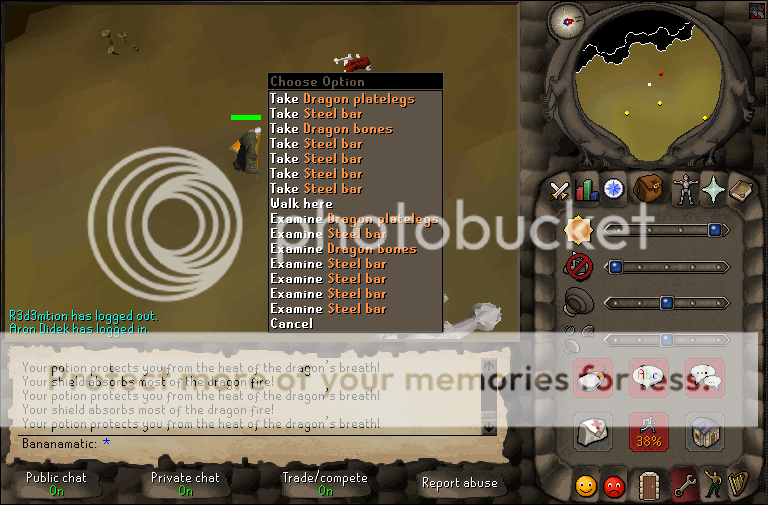 Choose Option
Take Dragon platelegs
Take Steel bar
Take Dragon bones
Take Steel bar
Take Steel bar
Take Steel bar
Take Steel bar
Walk here
Examine Dragon platelegs
Examine Steel bar
Examine Dragon bones
Examine Steel bar
Examine Steel bar
Examine Steel bar
Examine Steel bar
Cancel
photobucket
R3d3mtion has logged out.
Aron Didek has logged in.
Protect more of your memories for less.
Your potion protects you from the heat of the dragon's breath!
Your shield absorbs most of the dragon fire!
Your potion protects you from the heat of the dragon's breath!
Your shield absorbs most of the dragon fire!
Your potion protects you from the heat of the dragon's breath!
Bananamatic: *
Abc
38%
Public chat
On
Private chat
On
Trade/compete
On
Report abuse